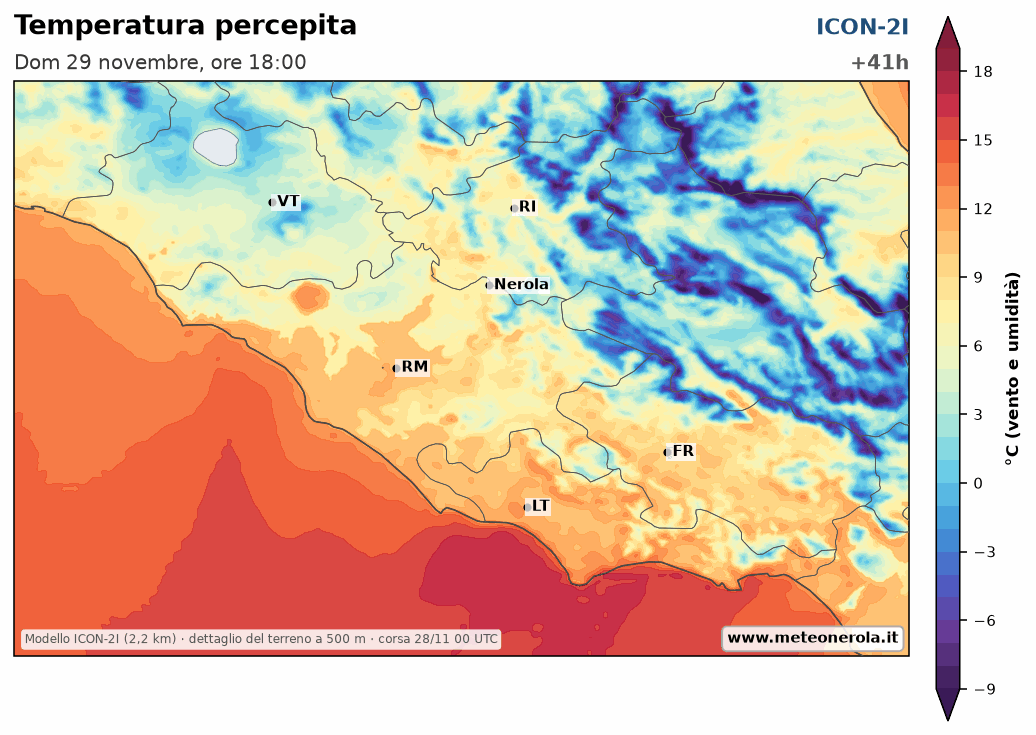 Temperatura percepita
ICON-2I
Dom 29 novembre, ore 18:00
+41h
VT
RI
Nerola
RM
FR
LT
Modello ICON-2I (2,2 km) · dettaglio del terreno a 500 m · corsa 28/11 00 UTC
www.meteonerola.it
18
15
12
9
6
3
0
−3
−6
−9
°C (vento e umidità)